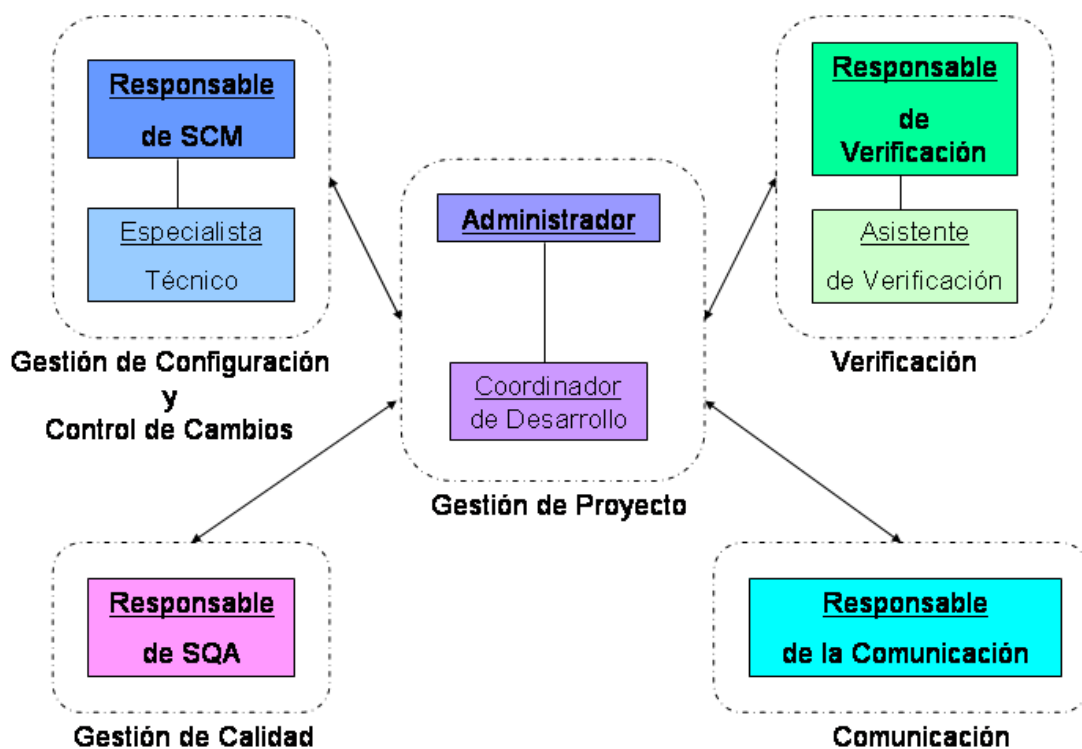 Responsable
de SCM
Especialista
Técnico
Gestión de Configuración
y
Control de Cambios
Responsable
de
Verificación
Asistente
de Verificación
Verificación
Administrador
Coordinador
de Desarrollo
Gestión de Proyecto
Responsable
de SQA
Gestión de Calidad
Responsable
de la Comunicación
Comunicación